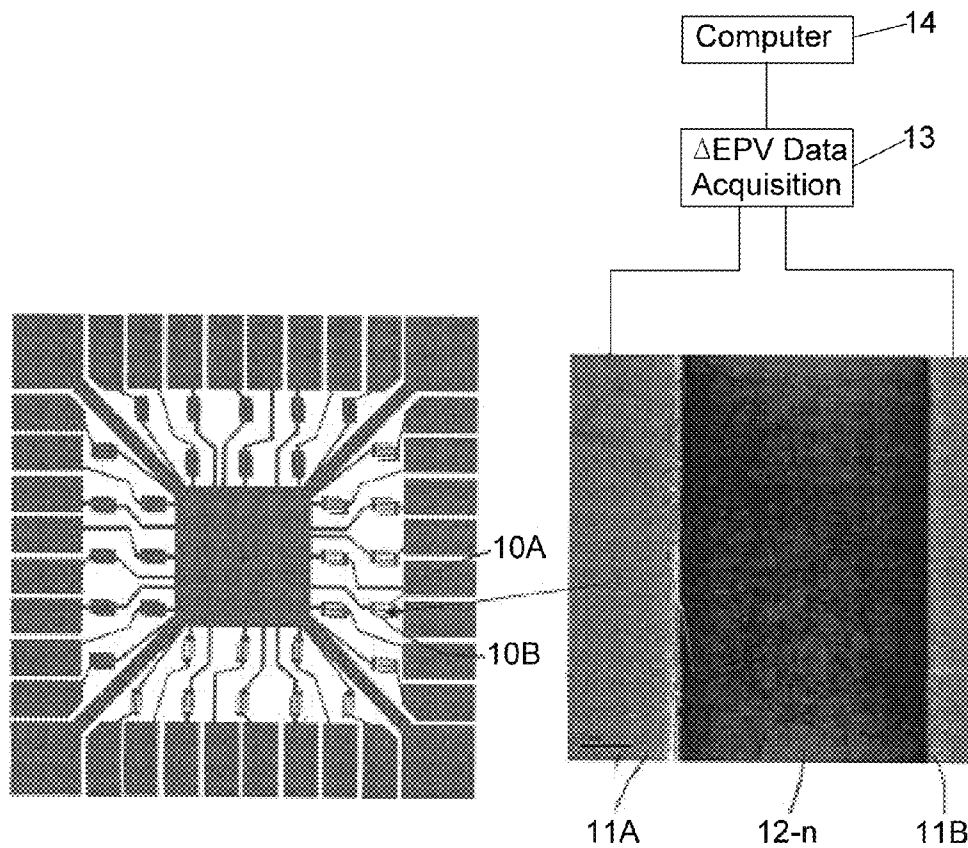 Computer
14
ΔEPV Data
Acquisition
13
10A
10B
11A
12-n
11B